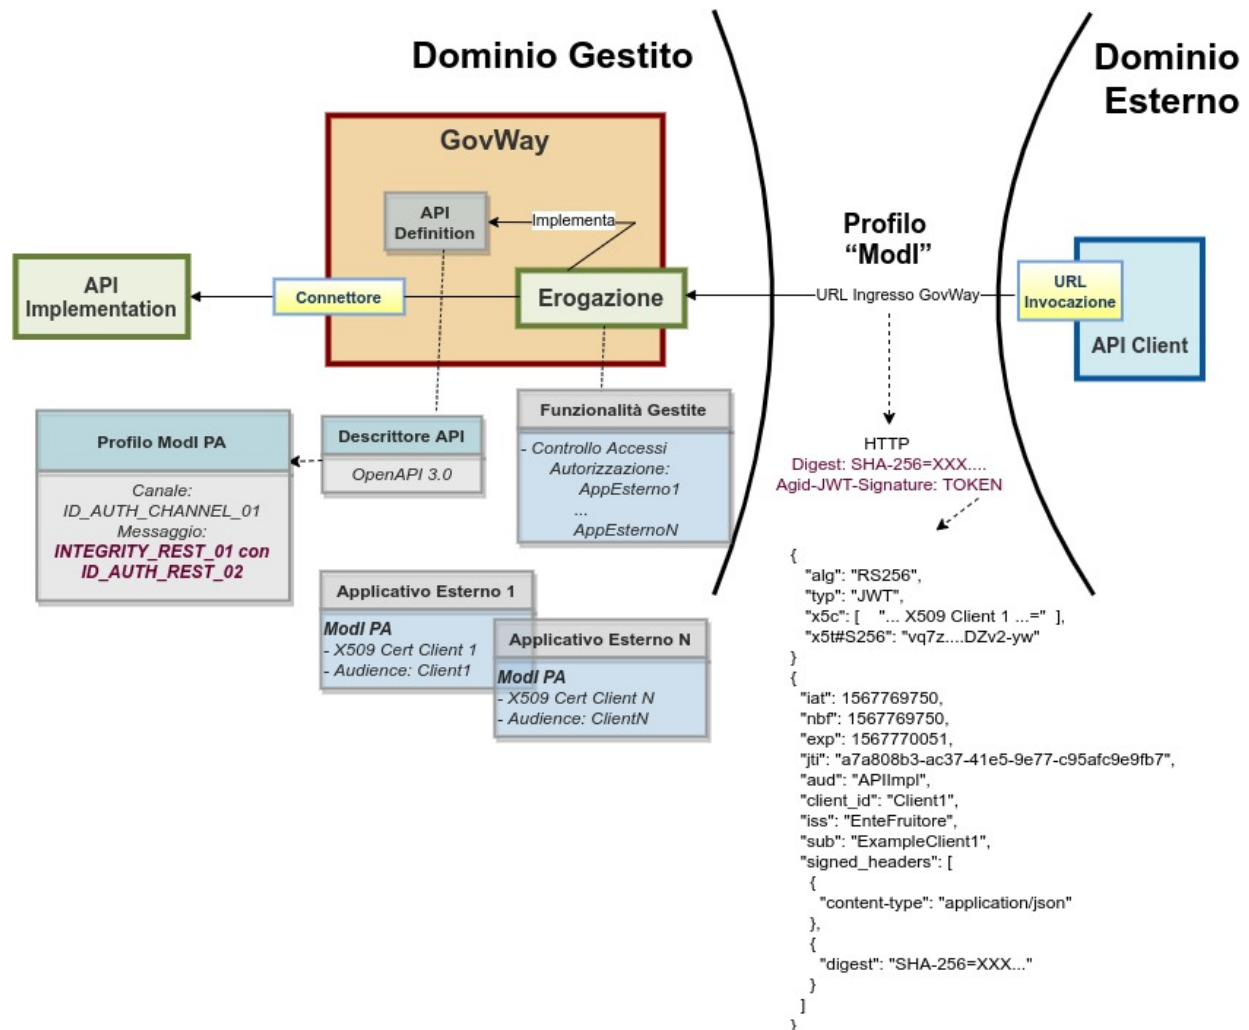 Dominio Gestito
Dominio
Esterno
GovWay
API
Definition
Implementa
Profilo
“ModI”
API
Implementation
Connettore
Erogazione
URL Ingresso GovWay
URL
Invocazione
API Client
Profilo ModI PA
Canale:
ID_AUTH_CHANNEL_01
Messaggio:
INTEGRITY_REST_01 con
ID_AUTH_REST_02
Descrittore API
OpenAPI 3.0
Funzionalità Gestite
- Controllo Accessi
Autorizzazione:
AppEsterno1
...
AppEsternoN
HTTP
Digest: SHA-256=XXX....
Agid-JWT-Signature: TOKEN
Applicativo Esterno 1
ModI PA
- X509 Cert Client 1
- Audience: Client1
Applicativo Esterno N
ModI PA
- X509 Cert Client N
- Audience: ClientN
{
"alg": "RS256",
"typ": "JWT",
"x5c": [ "... X509 Client 1 ...=" ],
"x5t#S256": "vq7z....DZv2-yw"
}
{
"iat": 1567769750,
"nbf": 1567769750,
"exp": 1567770051,
"jti": "a7a808b3-ac37-41e5-9e77-c95afc9e9fb7",
"aud": "APIImpl",
"client_id": "Client1",
"iss": "EnteFruitore",
"sub": "ExampleClient1",
"signed_headers": [
{
"content-type": "application/json"
},
{
"digest": "SHA-256=XXX..."
}
]
}